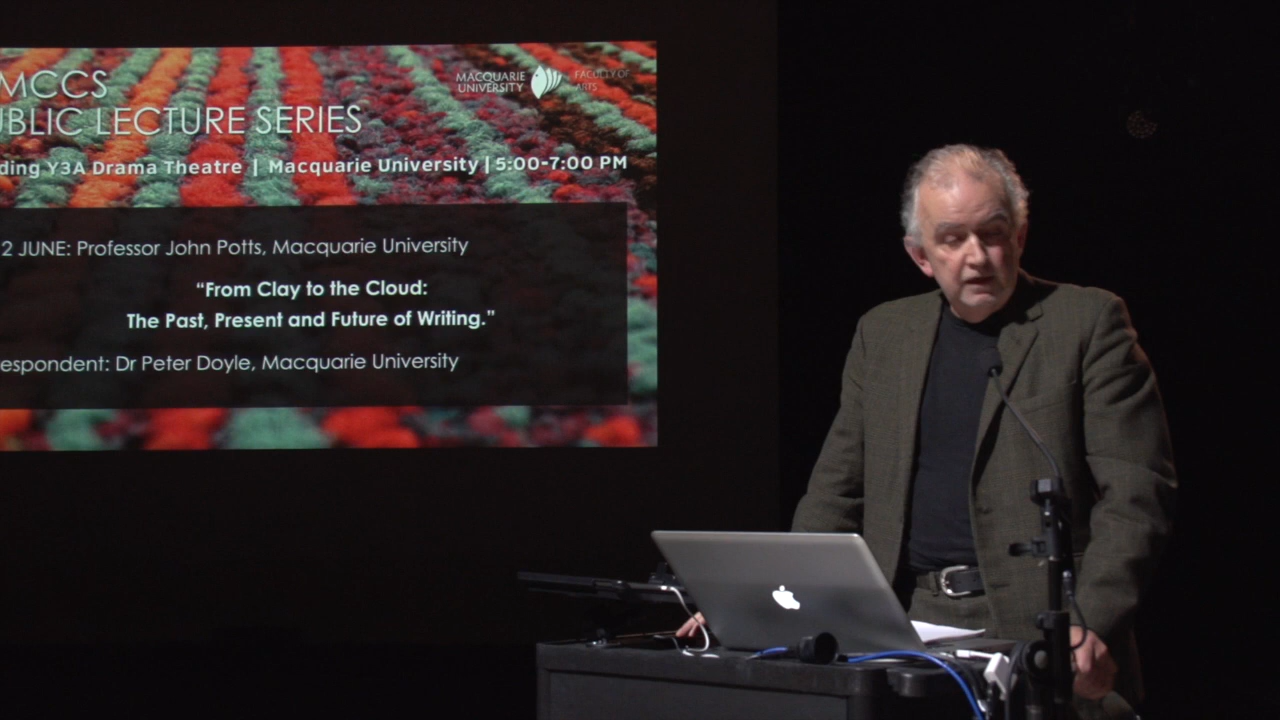 MCCS
UBLIC LECTURE SERIES
MACQUARIE
UNIVERSITY
FACULTY OF
ARTS
ding Y3A Drama Theatre | Macquarie University | 5:00-7:00 PM
2 JUNE: Professor John Potts, Macquarie University
“From Clay to the Cloud:
The Past, Present and Future of Writing.”
espondent: Dr Peter Doyle, Macquarie University